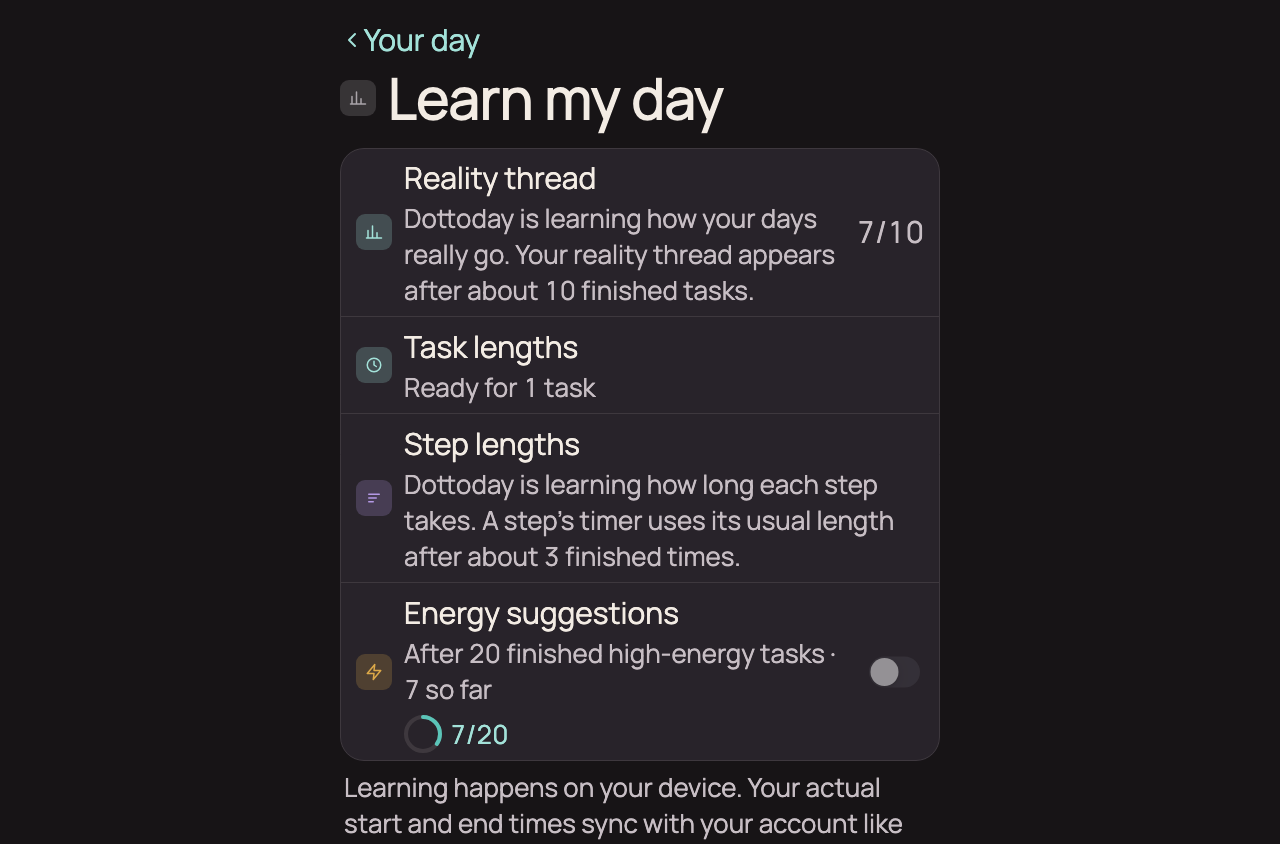 Your day
Learn my day
Reality thread
Dottoday is learning how your days
really go. Your reality thread appears
after about 10 finished tasks.
7/10
Task lengths
Ready for 1 task
Step lengths
Dottoday is learning how long each step
takes. A step's timer uses its usual length
after about 3 finished times.
Energy suggestions
After 20 finished high-energy tasks ·
7 so far
7/20
Learning happens on your device. Your actual
start and end times sync with your account like